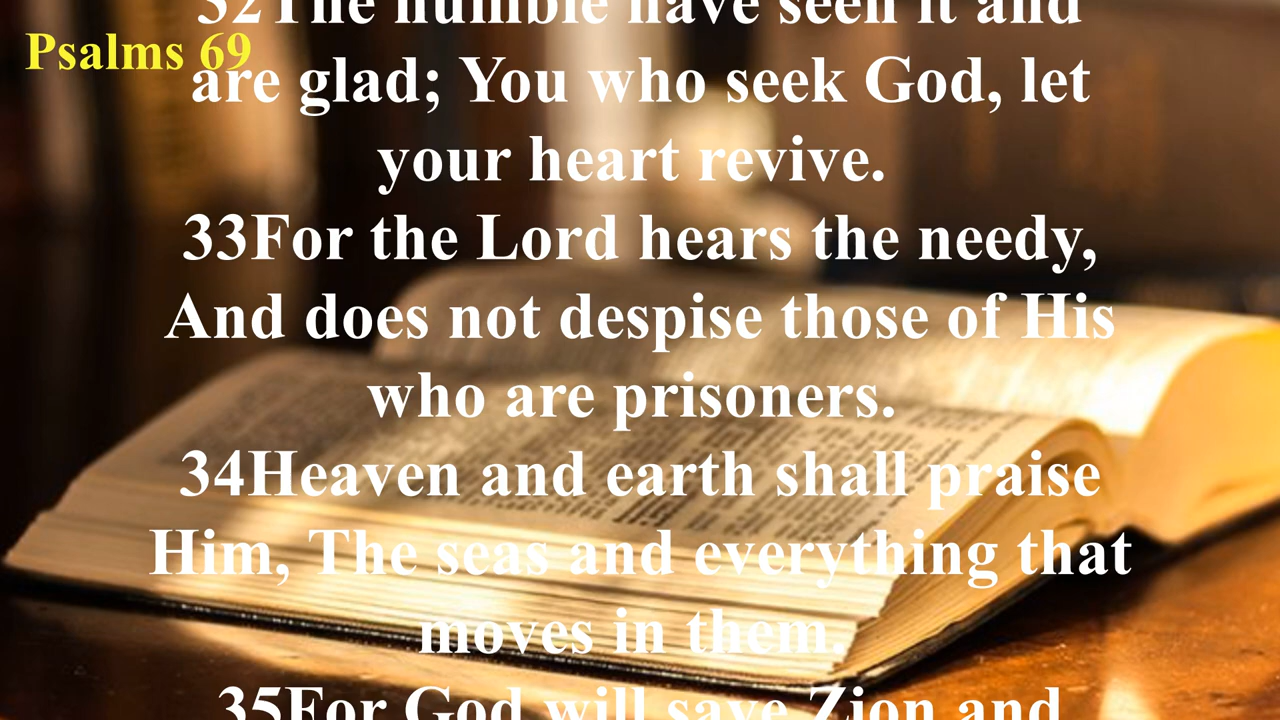 Psalms 69
32The humble have seen it and
are glad; You who seek God, let
your heart revive.
33For the Lord hears the needy,
And does not despise those of His
who are prisoners.
34Heaven and earth shall praise
Him, The seas and everything that
moves in them.
35For God will save Zion and